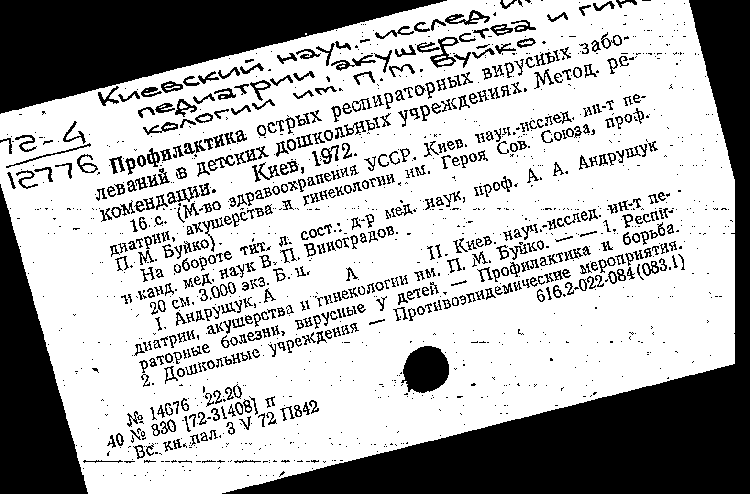 Киевский науч.-исслед. ин-
педиатрии, акушерства и гине
кологии им. П. М. Буйко.
72-4
12776
Профилактика острых респираторных вирусных забо-
леваний в детских дошкольных учреждениях. Метод. ре-
комендации. Киев, 1972.
16 с. (М-во здравоохранения УССР. Киев. науч.-исслед. ин-т пе-
диатрии, акушерства и гинекологии им. Героя Сов. Союза, проф.
П. М. Буйко).
На обороте тит. л. сост.: д-р мед. наук, проф. А. А. Андрущук
и канд. мед. наук В. П. Виноградов.
20 см. 3.000 экз. Б. ц.
I. Андрущук, А А II. Киев. науч.-исслед. ин-т пе-
диатрии, акушерства и гинекологии им. П. М. Буйко. — — 1. Респи-
раторные болезни, вирусные у детей — Профилактика и борьба.
2. Дошкольные учреждения — Противоэпидемические мероприятия.
616.2-022-084(083.1)
№ 14676 22.20
40 № 330 [72-31408] п
Вс. кн. пал. 3 V 72 П342